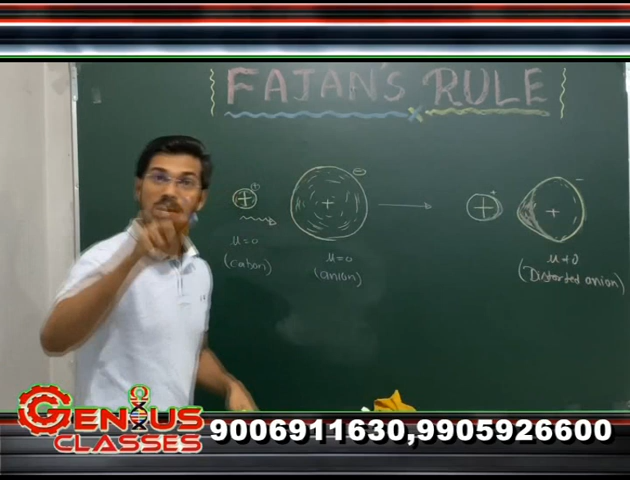 FAJAN'S RULE
+ +
−
+
+ +
−
+
μ=0
(cation)
μ=0
(anion)
μ≠0
(Distorted anion)
GENIUS
CLASSES
9006911630,9905926600